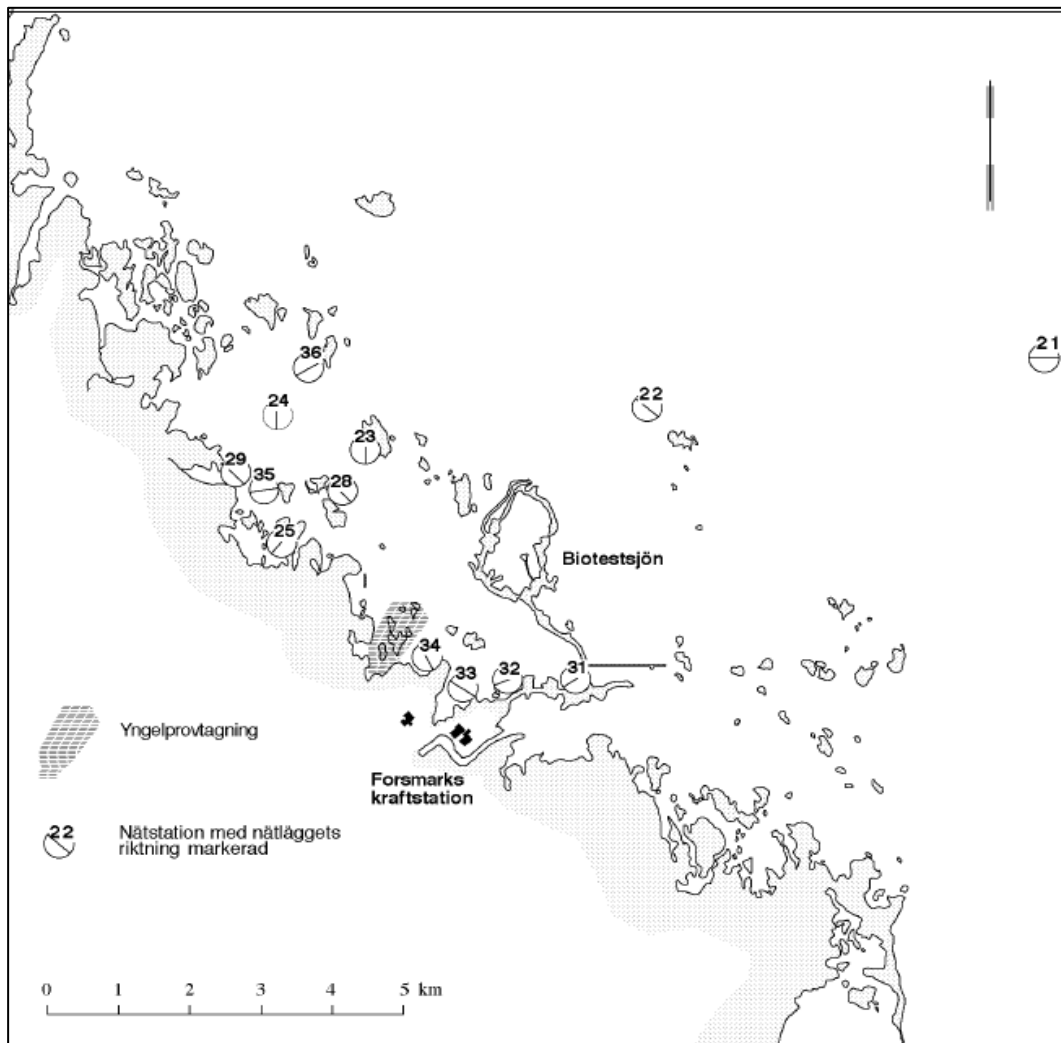 36
21
22
24
23
29
35
28
25
Biotestsjön
34
33
32
31
Yngelprovtagning
Forsmarks
kraftstation
22
Nätstation med nätläggets
riktning markerad
0 1 2 3 4 5 km